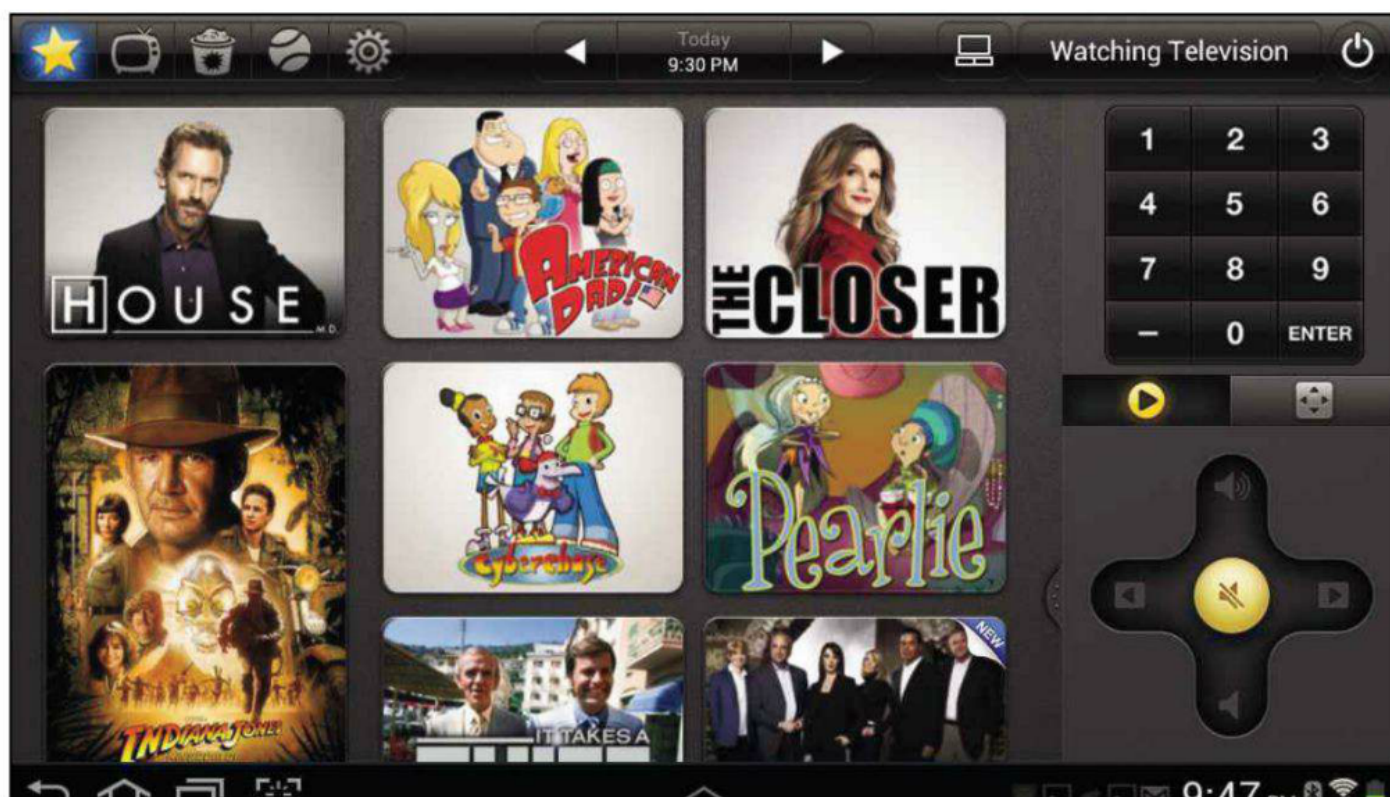 Today
9:30 PM
Watching Television
HOUSE M.D.
AMERICAN DAD!
THE CLOSER
1 2 3
4 5 6
7 8 9
– 0 ENTER
INDIANA JONES
Cyberchase
Pearlie
IT TAKES A
NEW
9:47 PM